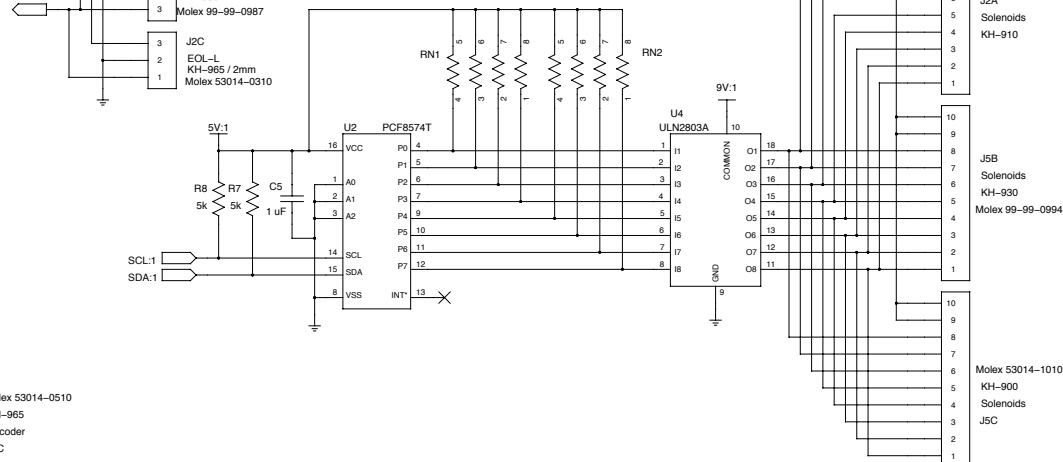 3
Molex 99-99-0987
3
2
1
J2C
EOL-L
KH-965 / 2mm
Molex 53014-0310
RN1
5
6
7
8
5
6
7
8
4
3
2
1
4
3
2
1
RN2
5V:1
U2
PCF8574T
16
VCC
P0
4
P1
5
1
A0
P2
6
2
A1
P3
7
3
A2
P4
9
P5
10
P6
11
14
SCL
P7
12
15
SDA
8
VSS
INT*
13
R8
5k
R7
5k
C5
1 uF
SCL:1
SDA:1
9V:1
U4
ULN2803A
10
COMMON
1
I1
O1
18
2
I2
O2
17
3
I3
O3
16
4
I4
O4
15
5
I5
O5
14
6
I6
O6
13
7
I7
O7
12
8
I8
O8
11
GND
9
J2A
Solenoids
KH-910
5
4
3
2
1
10
9
8
7
6
5
4
3
2
1
J5B
Solenoids
KH-930
Molex 99-99-0994
10
9
8
7
6
5
4
3
2
1
Molex 53014-1010
KH-900
Solenoids
J5C
53014-0510
-965